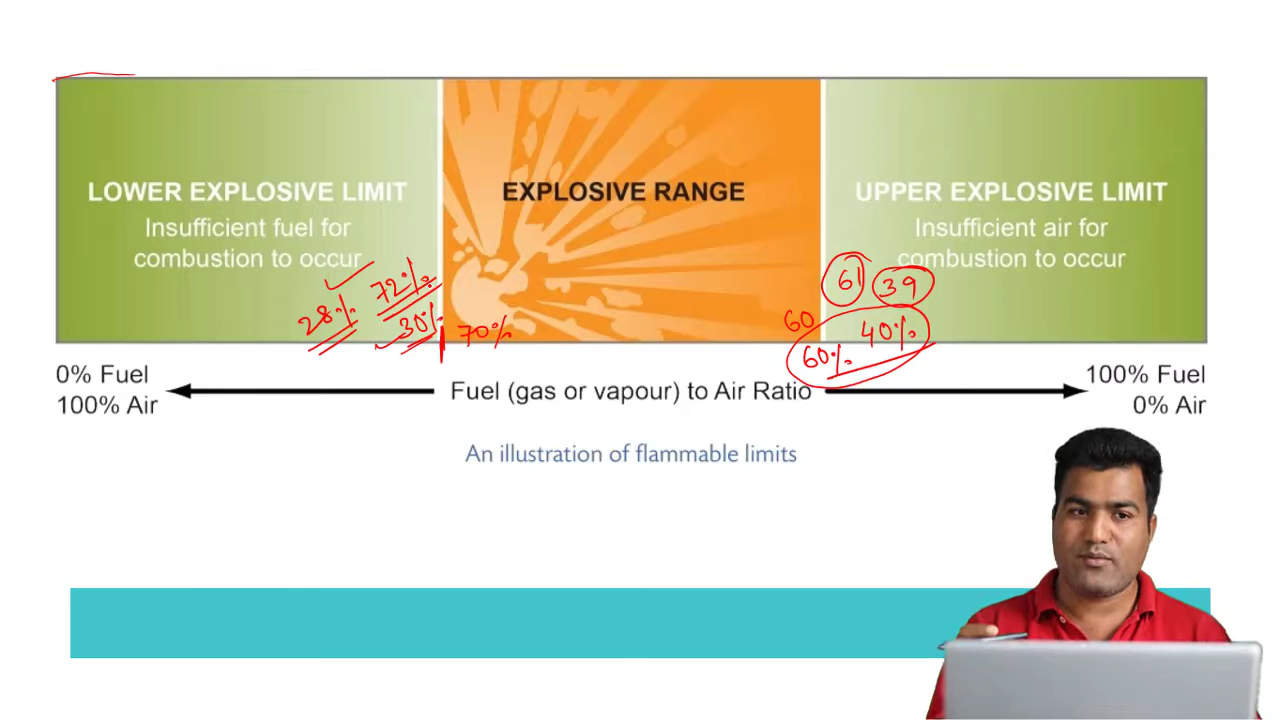 LOWER EXPLOSIVE LIMIT
Insufficient fuel for
combustion to occur
EXPLOSIVE RANGE
UPPER EXPLOSIVE LIMIT
Insufficient air for
combustion to occur
28% 72%
30% 70%
61 39
60
60% 40%
0% Fuel
100% Air
Fuel (gas or vapour) to Air Ratio
100% Fuel
0% Air
An illustration of flammable limits